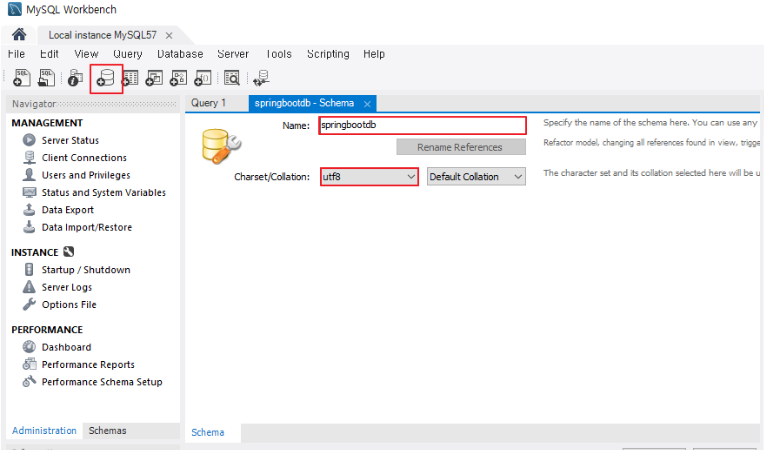 MySQL Workbench
Local instance MySQL57 ×
File Edit View Query Database Server Tools Scripting Help
Navigator
Query 1 springbootdb - Schema ×
MANAGEMENT
Server Status
Client Connections
Users and Privileges
Status and System Variables
Data Export
Data Import/Restore
INSTANCE
Startup / Shutdown
Server Logs
Options File
PERFORMANCE
Dashboard
Performance Reports
Performance Schema Setup
Administration Schemas
Name: springbootdb
Specify the name of the schema here. You can use any
Rename References
Refactor model, changing all references found in view, trigge
Charset/Collation: utf8 Default Collation
The character set and its collation selected here will be u
Schema